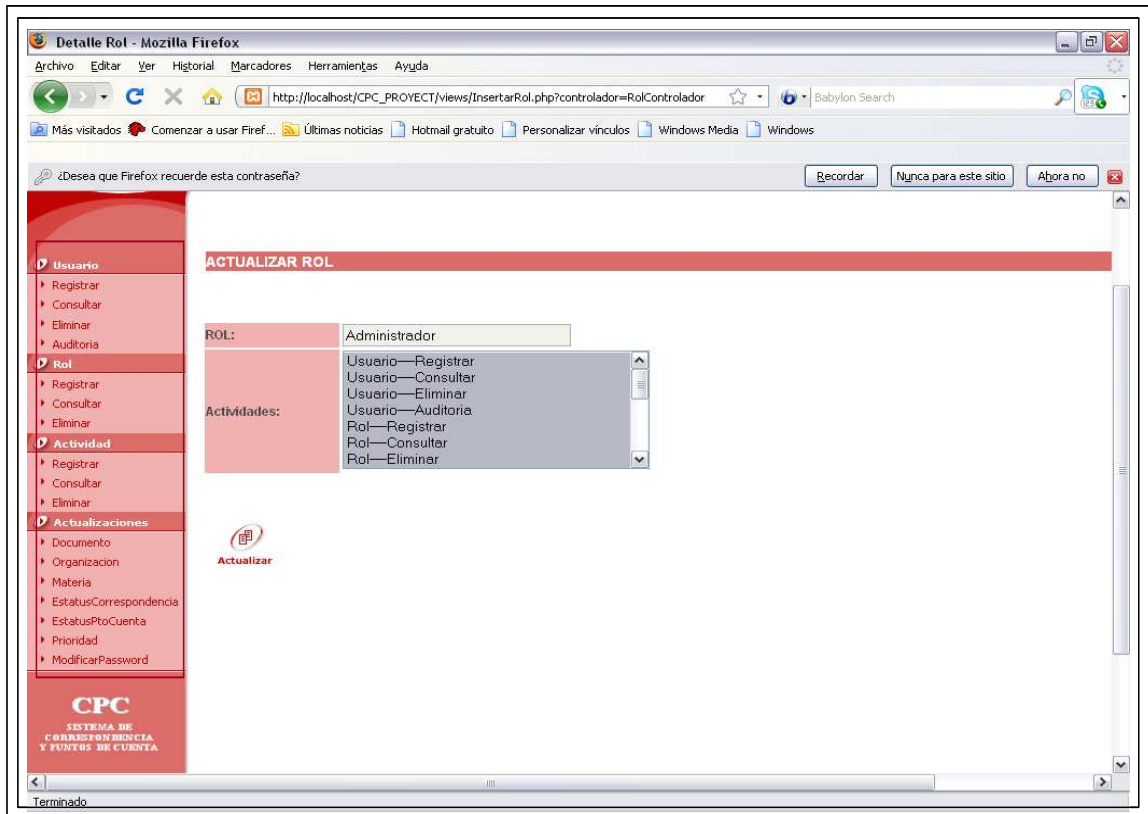 Detalle Rol - Mozilla Firefox
Archivo Editar Ver Historial Marcadores Herramientas Ayuda
http://localhost/CPC_PROYECT/views/InsertarRol.php?controlador=RolControlador
Babylon Search
Más visitados Comenzar a usar Firef... Últimas noticias Hotmail gratuito Personalizar vínculos Windows Media Windows
¿Desea que Firefox recuerde esta contraseña?
Recordar Nunca para este sitio Ahora no
Usuario
Registrar
Consultar
Eliminar
Auditoria
Rol
Registrar
Consultar
Eliminar
Actividad
Registrar
Consultar
Eliminar
Actualizaciones
Documento
Organizacion
Materia
EstatusCorrespondencia
EstatusPtoCuenta
Prioridad
ModificarPassword
CPC
SISTEMA DE
CORRESPONDENCIA
Y PUNTOS DE CUENTA
ACTUALIZAR ROL
ROL: Administrador
Actividades:
Usuario----Registrar
Usuario----Consultar
Usuario----Eliminar
Usuario----Auditoria
Rol----Registrar
Rol----Consultar
Rol----Eliminar
Actualizar
Terminado